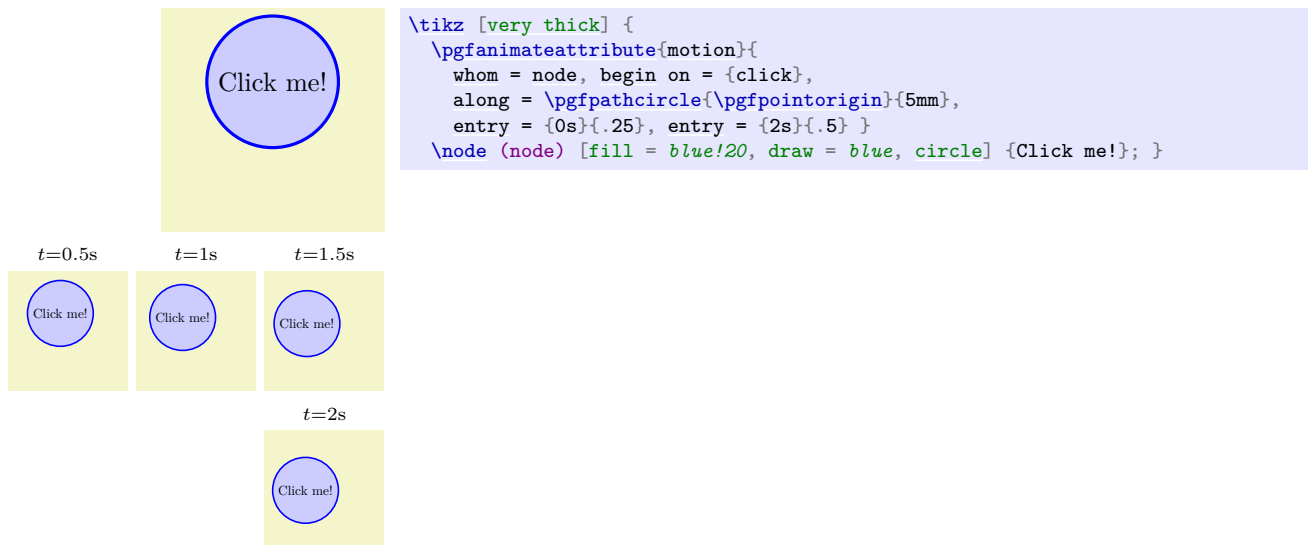 Click me!
\tikz [very thick] {
\pgfanimateattribute{motion}{
whom = node, begin on = {click},
along = \pgfpathcircle{\pgfpointorigin}{5mm},
entry = {0s}{.25}, entry = {2s}{.5} }
\node (node) [fill = blue!20, draw = blue, circle] {Click me!}; }
t=0.5s
t=1s
t=1.5s
Click me!
Click me!
Click me!
t=2s
Click me!